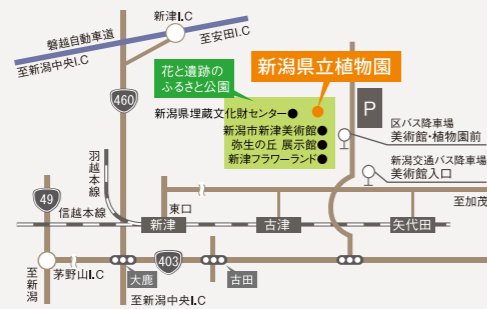 新津I.C
磐越自動車道
至新潟中央I.C
至安田I.C
花と遺跡の
ふるさと公園
新潟県立植物園
460
新潟県埋蔵文化財センター●
新潟市新津美術館●
弥生の丘 展示館●
新津フラワーランド●
P
区バス降車場
美術館・植物園前
新潟交通バス降車場
美術館入口
羽越本線
49
信越本線
東口
至加茂
新津
古津
矢代田
至新潟
茅野山I.C
403
大鹿
古田
至新潟中央I.C